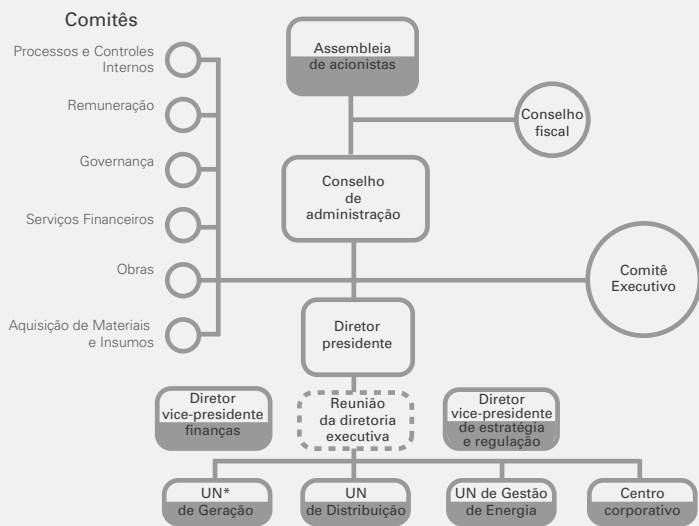 Comitês
Processos e Controles
Internos
Remuneração
Governança
Serviços Financeiros
Obras
Aquisição de Materiais
e Insumos
Assembleia
de acionistas
Conselho
fiscal
Conselho
de
administração
Comitê
Executivo
Diretor
presidente
Diretor
vice-presidente
finanças
Reunião
da diretoria
executiva
Diretor
vice-presidente
de estratégia
e regulação
UN*
de Geração
UN
de Distribuição
UN de Gestão
de Energia
Centro
corporativo